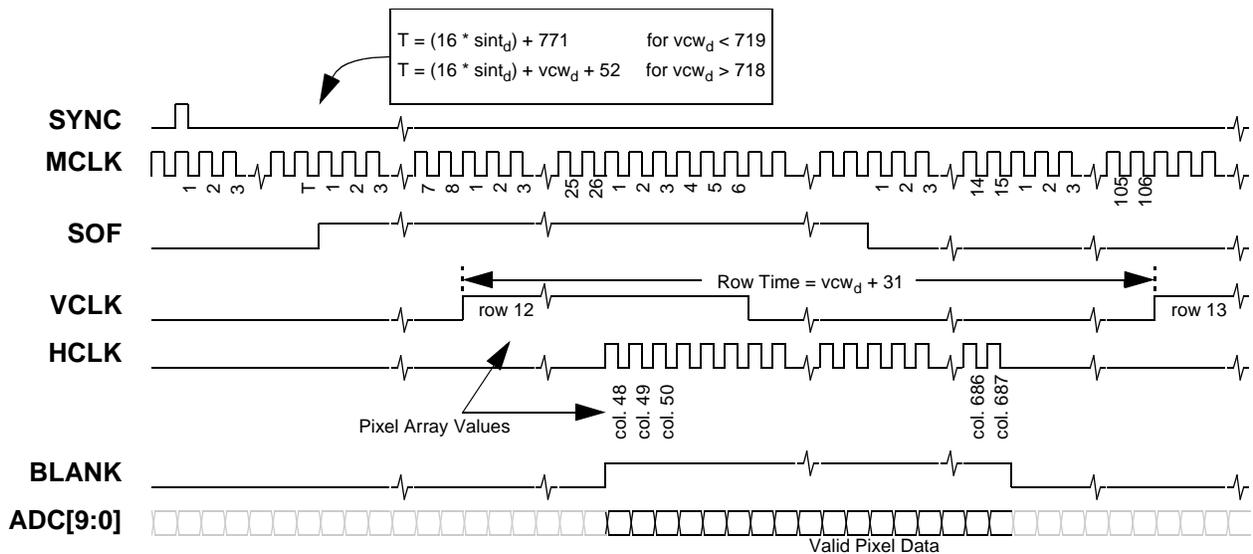 T = (16 * sint_d) + 771 for vcw_d < 719
T = (16 * sint_d) + vcw_d + 52 for vcw_d > 718
SYNC
MCLK
1 2 3 T 1 2 3 7 8 1 2 3 25 26 1 2 3 4 5 6 1 2 3 14 15 1 2 3 105 106
SOF
Row Time = vcw_d + 31
VCLK
row 12 row 13
HCLK
col. 48 col. 49 col. 50 col. 686 col. 687
Pixel Array Values
BLANK
ADC[9:0]
Valid Pixel Data